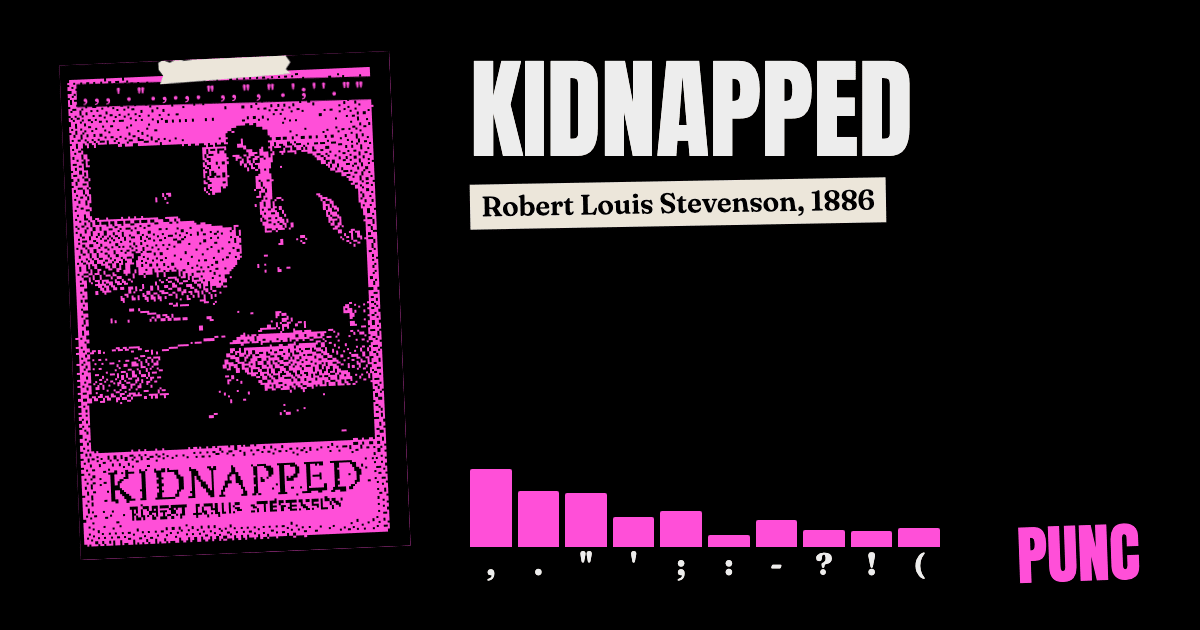 KIDNAPPED
Robert Louis Stevenson, 1886
, . " ' ; : - ? ! (
PUNC
,,,'.".,.,.",,",".';''.""
KIDNAPPED
ROBERT LOUIS STEVENSON